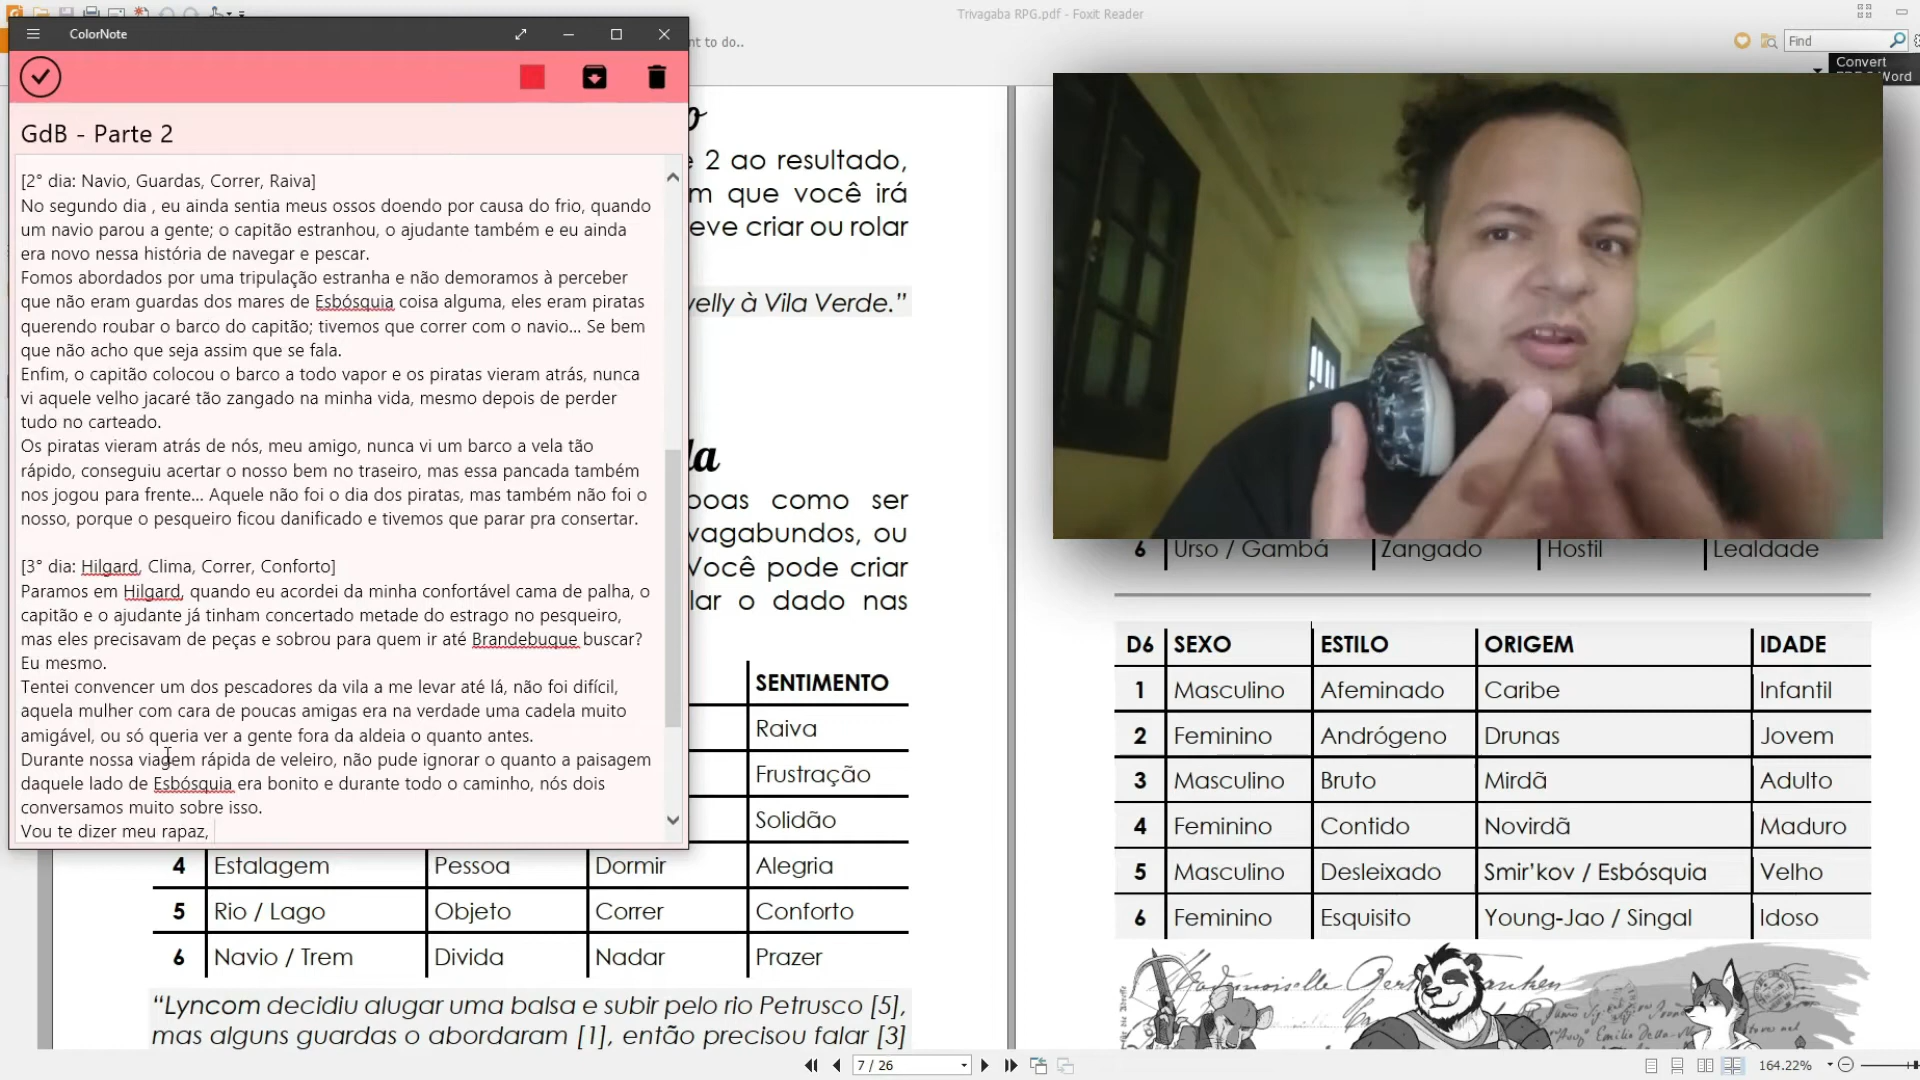 Trivagaba RPG.pdf - Foxit Reader
ColorNote
nt to do..
Find
Convert
Word
GdB - Parte 2
[2° dia: Navio, Guardas, Correr, Raiva]
No segundo dia , eu ainda sentia meus ossos doendo por causa do frio, quando
um navio parou a gente; o capitão estranhou, o ajudante também e eu ainda
era novo nessa história de navegar e pescar.
Fomos abordados por uma tripulação estranha e não demoramos à perceber
que não eram guardas dos mares de Esbósquia coisa alguma, eles eram piratas
querendo roubar o barco do capitão; tivemos que correr com o navio... Se bem
que não acho que seja assim que se fala.
Enfim, o capitão colocou o barco a todo vapor e os piratas vieram atrás, nunca
vi aquele velho jacaré tão zangado na minha vida, mesmo depois de perder
tudo no carteado.
Os piratas vieram atrás de nós, meu amigo, nunca vi um barco a vela tão
rápido, conseguiu acertar o nosso bem no traseiro, mas essa pancada também
nos jogou para frente... Aquele não foi o dia dos piratas, mas também não foi o
nosso, porque o pesqueiro ficou danificado e tivemos que parar pra consertar.
[3° dia: Hilgard, Clima, Correr, Conforto]
Paramos em Hilgard, quando eu acordei da minha confortável cama de palha, o
capitão e o ajudante já tinham concertado metade do estrago no pesqueiro,
mas eles precisavam de peças e sobrou para quem ir até Brandebuque buscar?
Eu mesmo.
Tentei convencer um dos pescadores da vila a me levar até lá, não foi difícil,
aquela mulher com cara de poucas amigas era na verdade uma cadela muito
amigável, ou só queria ver a gente fora da aldeia o quanto antes.
Durante nossa viagem rápida de veleiro, não pude ignorar o quanto a paisagem
daquele lado de Esbósquia era bonito e durante todo o caminho, nós dois
conversamos muito sobre isso.
Vou te dizer meu rapaz,
2 ao resultado,
m que você irá
eve criar ou rolar
elly à Vila Verde.”
la
boas como ser
vagabundos, ou
Você pode criar
lar o dado nas
SENTIMENTO
Raiva
Frustração
Solidão
4 Estalagem Pessoa Dormir Alegria
5 Rio / Lago Objeto Correr Conforto
6 Navio / Trem Divida Nadar Prazer
“Lyncom decidiu alugar uma balsa e subir pelo rio Petrusco [5],
mas alguns guardas o abordaram [1], então precisou falar [3]
6 Urso / Gambá Zangado Hostil Lealdade
D6 SEXO ESTILO ORIGEM IDADE
1 Masculino Afeminado Caribe Infantil
2 Feminino Andrógeno Drunas Jovem
3 Masculino Bruto Mirdã Adulto
4 Feminino Contido Novirdã Maduro
5 Masculino Desleixado Smir’kov / Esbósquia Velho
6 Feminino Esquisito Young-Jao / Singal Idoso
7 / 26
164.22%